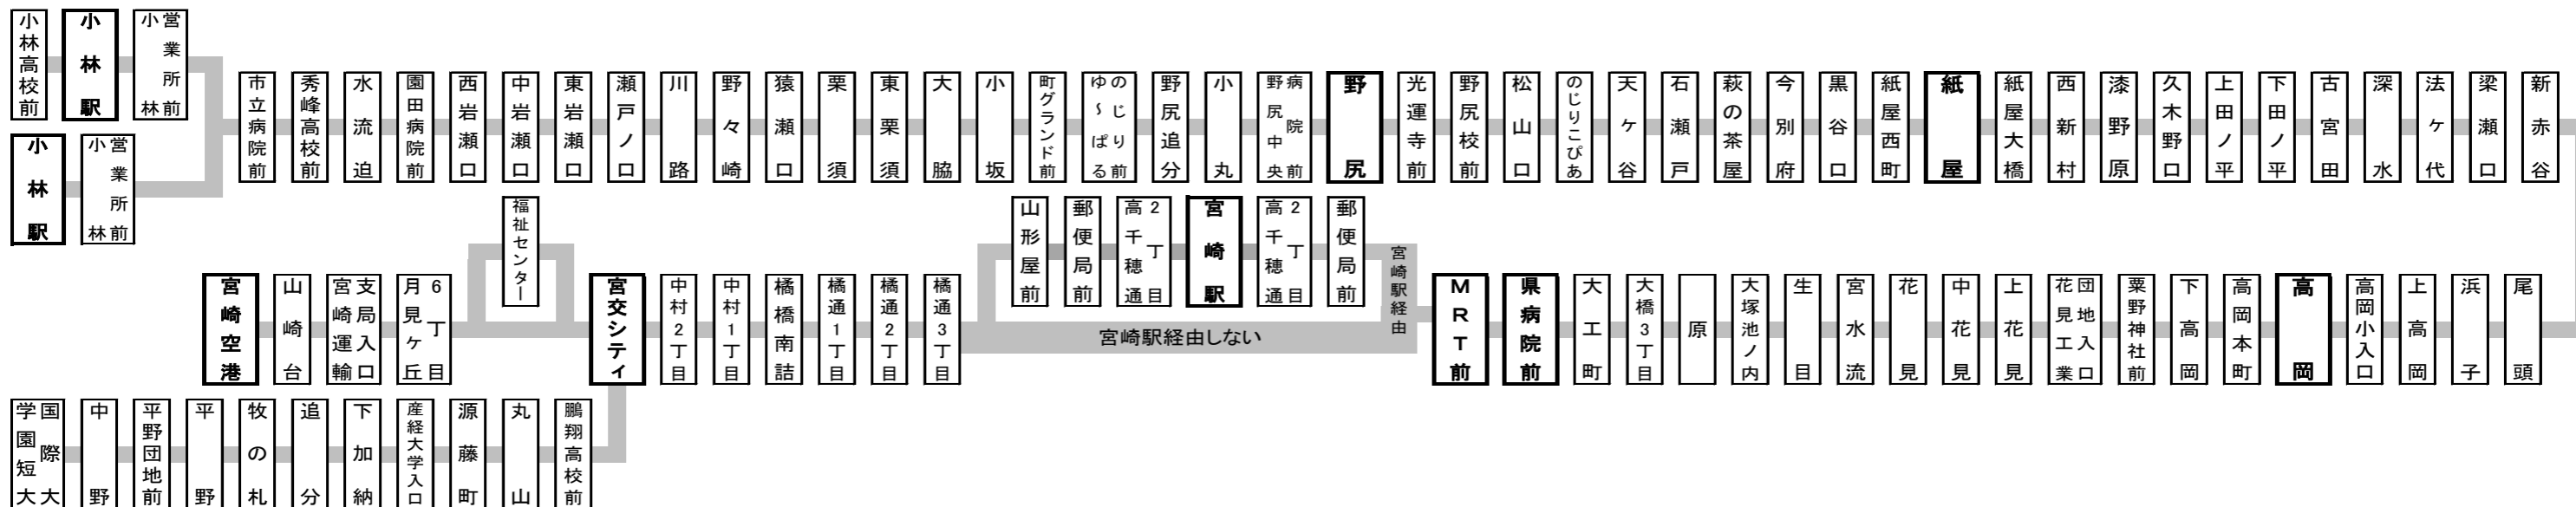 小林高校前
小林駅
小林営業所前
小林駅
小林営業所前
市立病院前
秀峰高校前
水流迫
園田病院前
西岩瀬口
中岩瀬口
東岩瀬口
瀬戸ノ口
川路
野々崎
猿瀬口
栗須
東栗須
大脇
小坂
町グランド前
のじりゆ～ぱる前
野尻追分
小丸
野尻中央病院前
野尻
光運寺前
野尻校前
松山口
のじりこぴあ
天ケ谷
石瀬戸
萩の茶屋
今別府
黒谷口
紙屋西町
紙屋
紙屋大橋
西新村
漆野原
久木野口
上田ノ平
下田ノ平
古宮田
深水
法ケ代
梁瀬口
新赤谷
尾頭
浜子
上高岡
高岡小入口
高岡
高岡本町
下高岡
粟野神社前
花見工業団地入口
上花見
中花見
花見
宮水流
生目
大塚池ノ内
原
大橋3丁目
大工町
県病院前
MRT前
宮崎駅経由
郵便局前
高千穂通2丁目
宮崎駅
高千穂通2丁目
郵便局前
山形屋前
宮崎駅経由しない
橘通3丁目
橘通2丁目
橘通1丁目
橘橋南詰
中村1丁目
中村2丁目
宮交シティ
福祉センター
月見ケ丘6丁目
宮崎運輸支局入口
山崎台
宮崎空港
鵬翔高校前
丸山
源藤町
産経大学入口
下加納
追分
牧の札
平野
平野団地前
中野
国際大学園短大